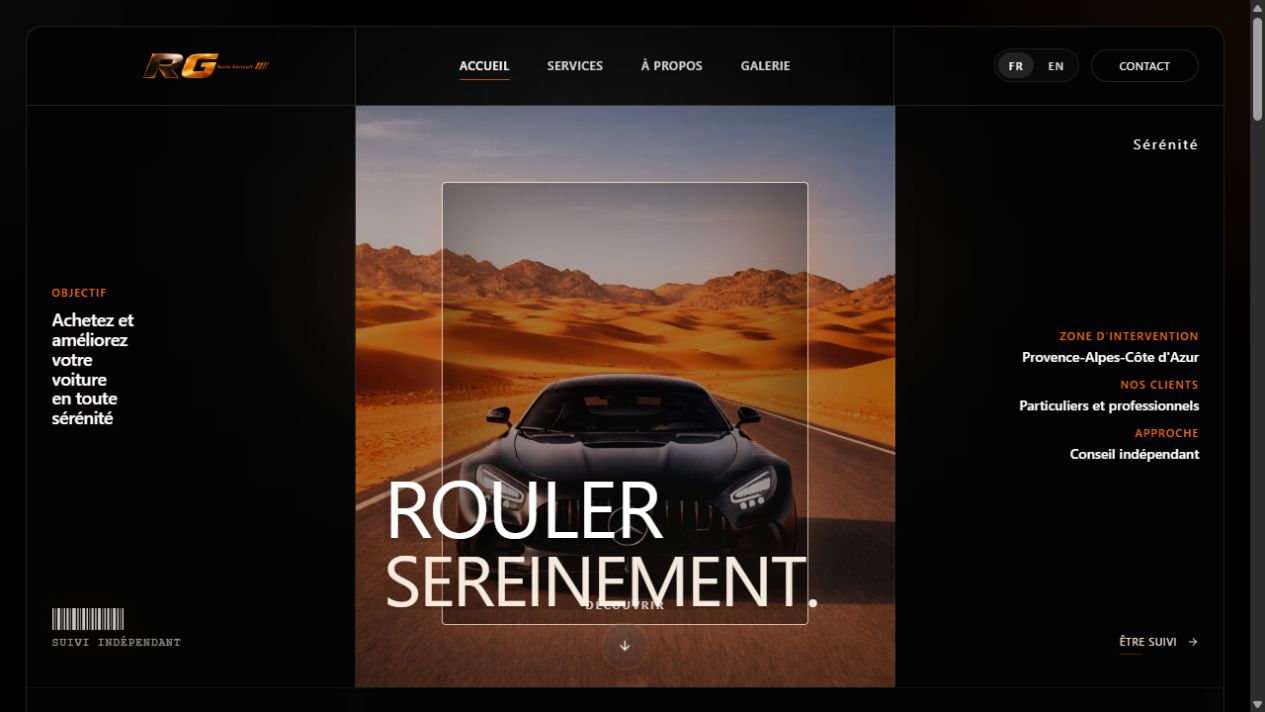 RG Auto Consult
ACCUEIL
SERVICES
À PROPOS
GALERIE
FR
EN
CONTACT
Sérénité
OBJECTIF
Achetez et
améliorez
votre
voiture
en toute
sérénité
ZONE D'INTERVENTION
Provence-Alpes-Côte d'Azur
NOS CLIENTS
Particuliers et professionnels
APPROCHE
Conseil indépendant
ROULER
SEREINEMENT.
DÉCOUVRIR
SUIVI INDÉPENDANT
ÊTRE SUIVI